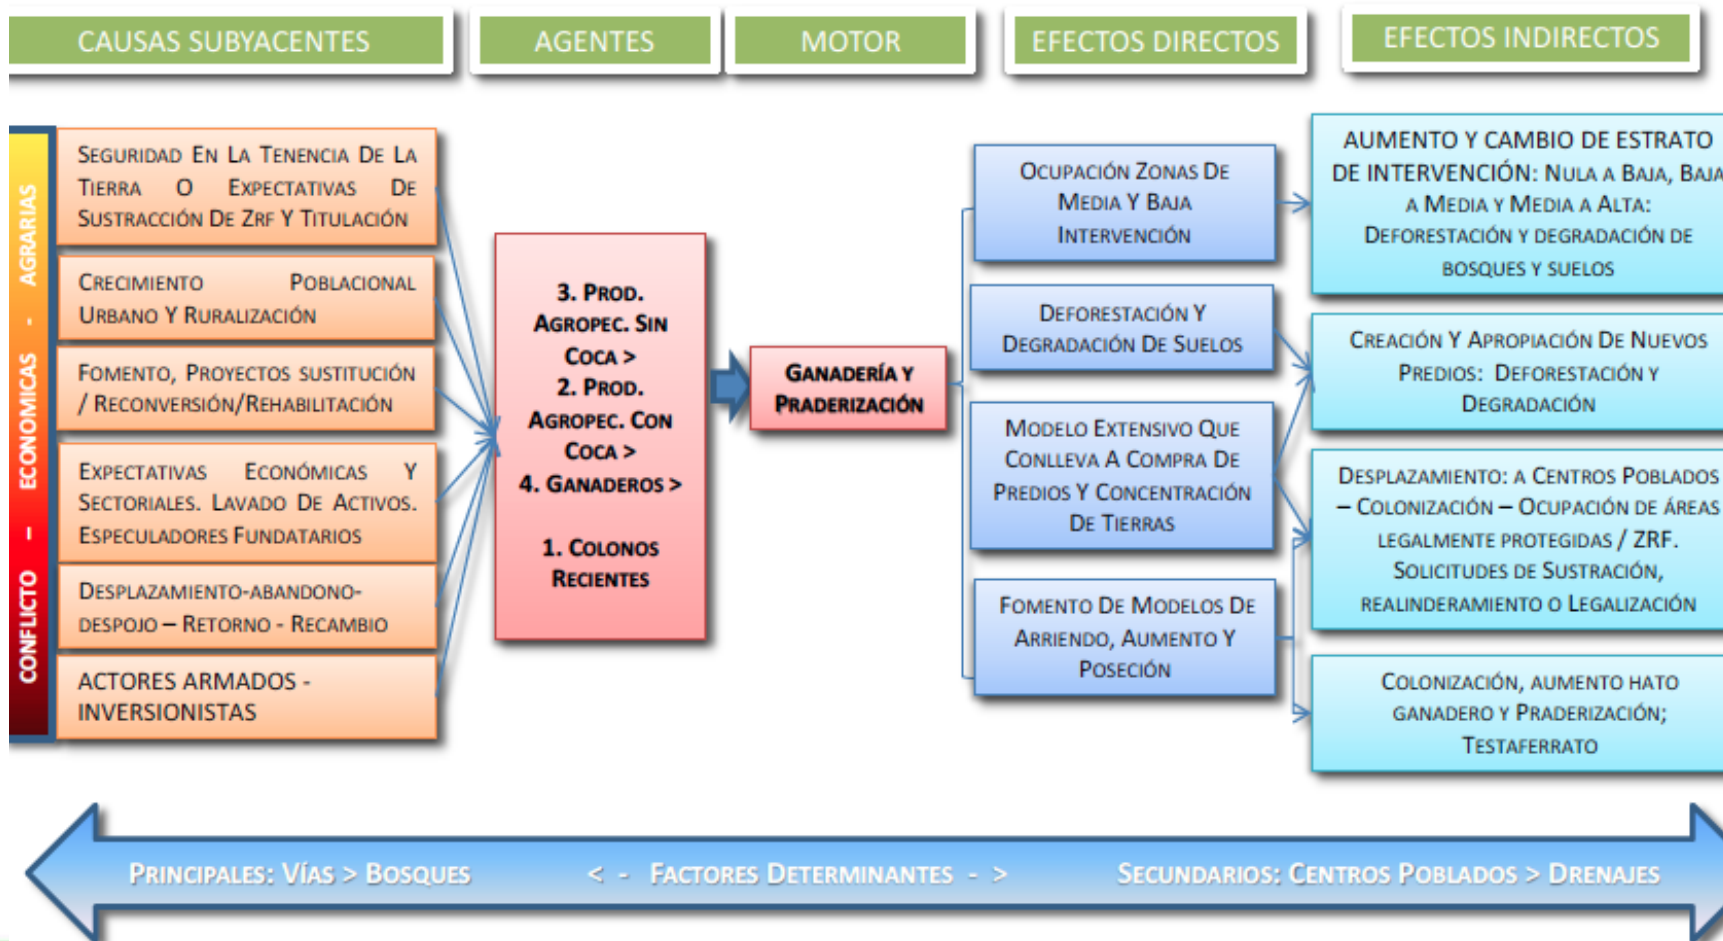 CAUSAS SUBYACENTES
AGENTES
MOTOR
EFECTOS DIRECTOS
EFECTOS INDIRECTOS
CONFLICTO – ECONOMICAS - AGRARIAS
SEGURIDAD EN LA TENENCIA DE LA
TIERRA O EXPECTATIVAS DE
SUSTRACCIÓN DE ZRF Y TITULACIÓN
CRECIMIENTO POBLACIONAL
URBANO Y RURALIZACIÓN
FOMENTO, PROYECTOS SUSTITUCIÓN
/ RECONVERSIÓN/REHABILITACIÓN
EXPECTATIVAS ECONÓMICAS Y
SECTORIALES. LAVADO DE ACTIVOS.
ESPECULADORES FUNDATARIOS
DESPLAZAMIENTO-ABANDONO-
DESPOJO – RETORNO - RECAMBIO
ACTORES ARMADOS -
INVERSIONISTAS
3. PROD.
AGROPEC. SIN
COCA >
2. PROD.
AGROPEC. CON
COCA >
4. GANADEROS >
1. COLONOS
RECIENTES
GANADERÍA Y
PRADERIZACIÓN
OCUPACIÓN ZONAS DE
MEDIA Y BAJA
INTERVENCIÓN
DEFORESTACIÓN Y
DEGRADACIÓN DE SUELOS
MODELO EXTENSIVO QUE
CONLLEVA A COMPRA DE
PREDIOS Y CONCENTRACIÓN
DE TIERRAS
FOMENTO DE MODELOS DE
ARRIENDO, AUMENTO Y
POSECIÓN
AUMENTO Y CAMBIO DE ESTRATO
DE INTERVENCIÓN: NULA A BAJA, BAJA
A MEDIA Y MEDIA A ALTA:
DEFORESTACIÓN Y DEGRADACIÓN DE
BOSQUES Y SUELOS
CREACIÓN Y APROPIACIÓN DE NUEVOS
PREDIOS: DEFORESTACIÓN Y
DEGRADACIÓN
DESPLAZAMIENTO: A CENTROS POBLADOS
– COLONIZACIÓN – OCUPACIÓN DE ÁREAS
LEGALMENTE PROTEGIDAS / ZRF.
SOLICITUDES DE SUSTRACIÓN,
REALINDERAMIENTO O LEGALIZACIÓN
COLONIZACIÓN, AUMENTO HATO
GANADERO Y PRADERIZACIÓN;
TESTAFERRATO
PRINCIPALES: VÍAS > BOSQUES < - FACTORES DETERMINANTES - > SECUNDARIOS: CENTROS POBLADOS > DRENAJES